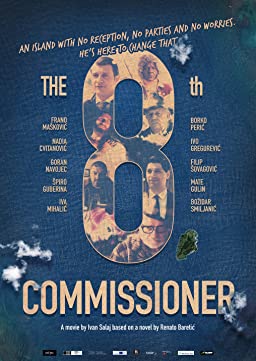 AN ISLAND WITH NO RECEPTION, NO PARTIES AND NO WORRIES.
HE'S HERE TO CHANGE THAT.
THE 8th
FRANO MAŠKOVIĆ
BORKO PERIĆ
NADIA CVITANOVIĆ
IVO GREGUREVIĆ
GORAN NAVOJEC
FILIP ŠOVAGOVIĆ
ŠPIRO GUBERINA
MATE GULIN
IVA MIHALIĆ
BOŽIDAR SMILJANIĆ
COMMISSIONER
A movie by Ivan Salaj based on a novel by Renato Baretić